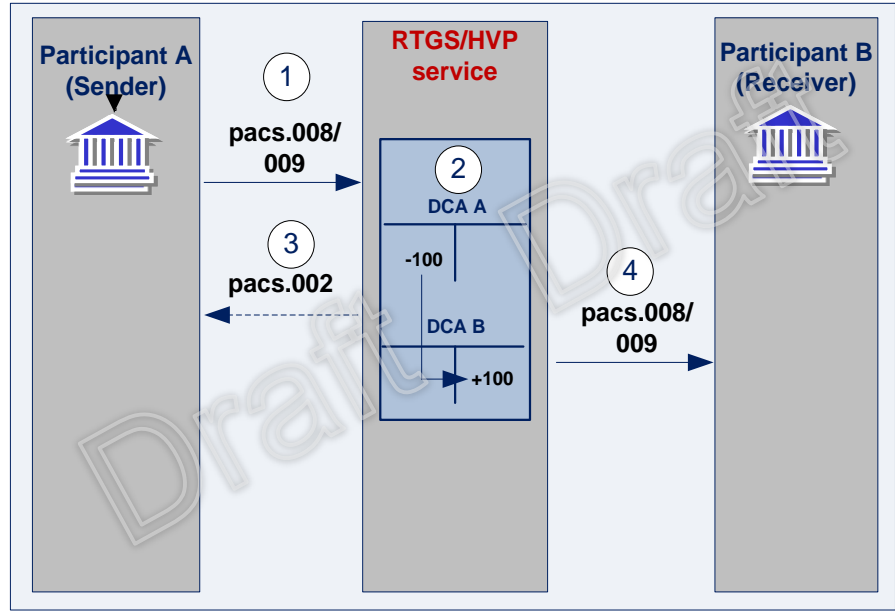 Participant A
(Sender)
RTGS/HVP
service
Participant B
(Receiver)
1
pacs.008/
009
2
DCA A
-100
3
pacs.002
DCA B
+100
4
pacs.008/
009
Draft
Draft